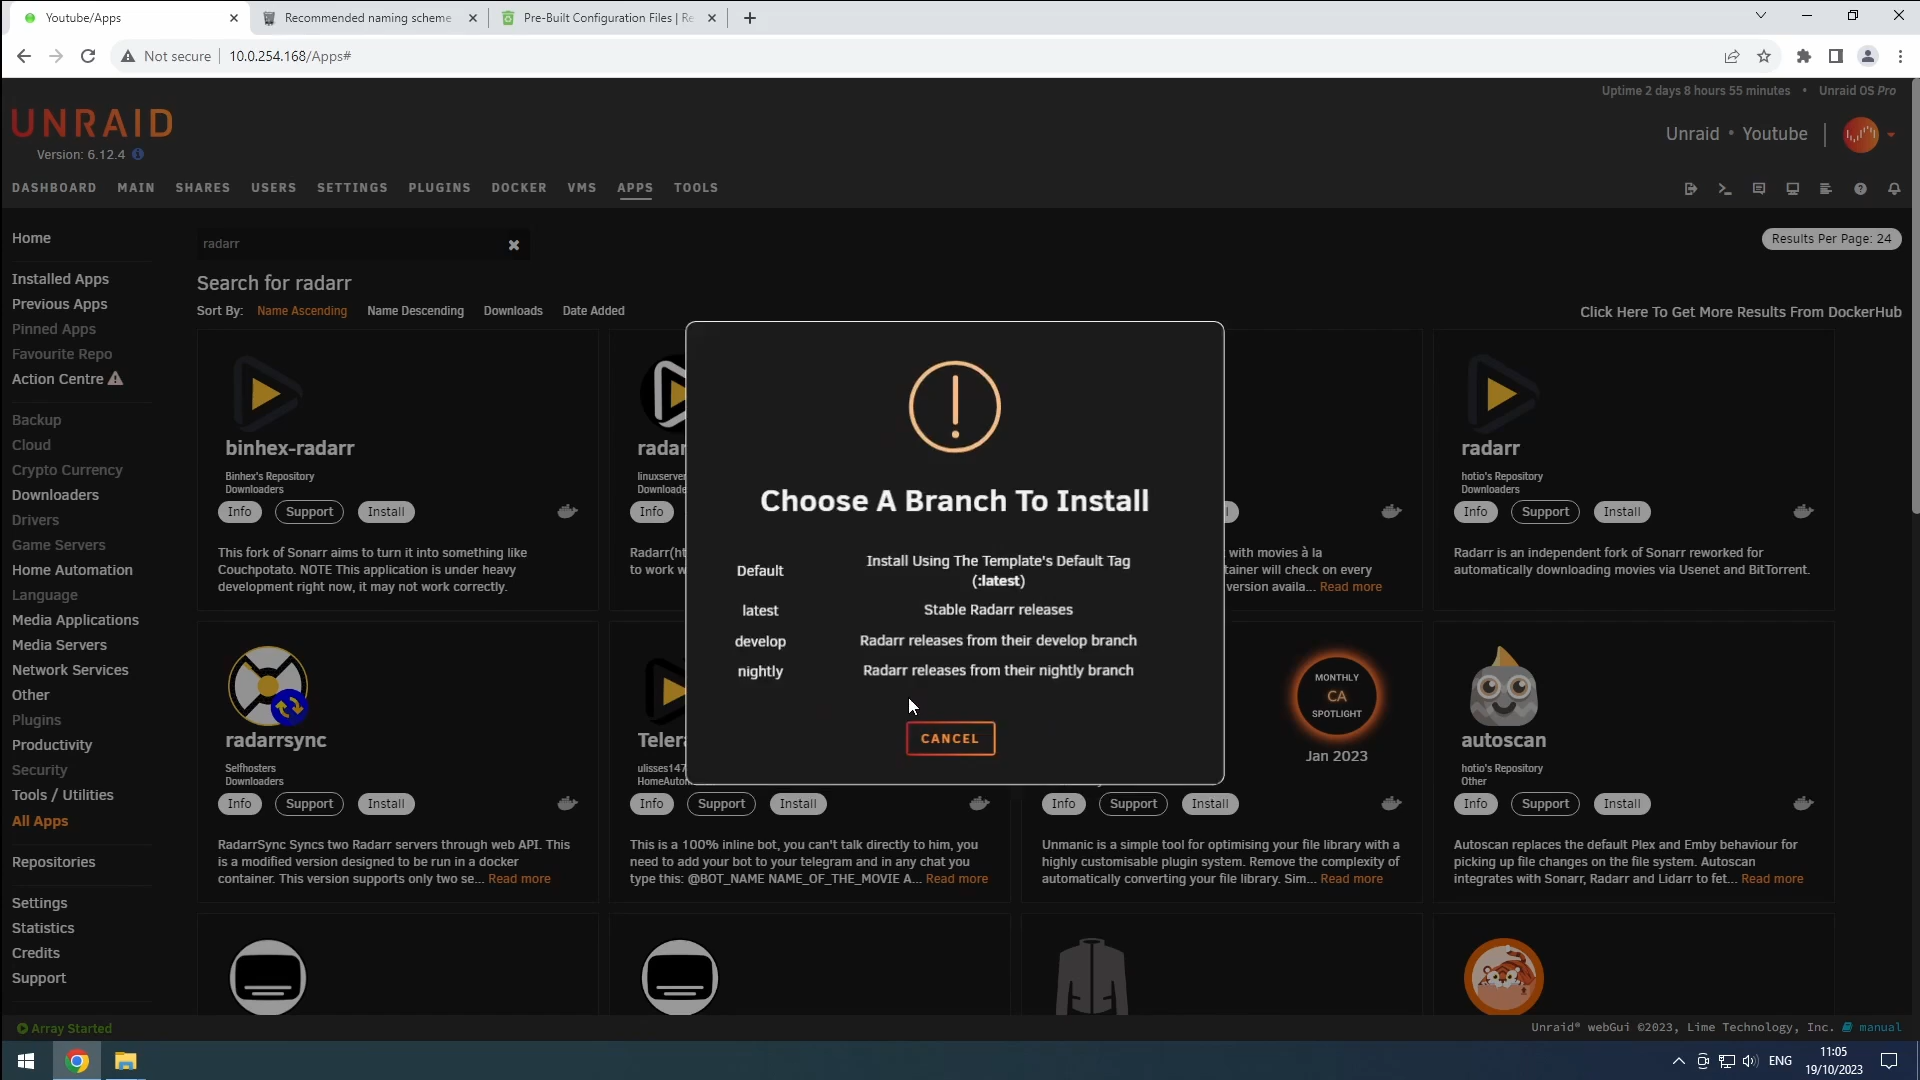 Youtube/Apps
Recommended naming scheme
Pre-Built Configuration Files | Re
Not secure
10.0.254.168/Apps#
Uptime 2 days 8 hours 55 minutes • Unraid OS Pro
UNRAID
Version: 6.12.4
Unraid • Youtube
DASHBOARD MAIN SHARES USERS SETTINGS PLUGINS DOCKER VMS APPS TOOLS
Home
Installed Apps
Previous Apps
Pinned Apps
Favourite Repo
Action Centre
Backup
Cloud
Crypto Currency
Downloaders
Drivers
Game Servers
Home Automation
Language
Media Applications
Media Servers
Network Services
Other
Plugins
Productivity
Security
Tools / Utilities
All Apps
Repositories
Settings
Statistics
Credits
Support
radarr
Results Per Page: 24
Search for radarr
Sort By: Name Ascending Name Descending Downloads Date Added
Click Here To Get More Results From DockerHub
binhex-radarr
Binhex's Repository
Downloaders
Info Support Install
This fork of Sonarr aims to turn it into something like
Couchpotato. NOTE This application is under heavy
development right now, it may not work correctly.
radar
linuxserver
Downloade
Info
Radarr(ht
to work w
with movies à la
tainer will check on every
version availa... Read more
radarr
hotio's Repository
Downloaders
Info Support Install
Radarr is an independent fork of Sonarr reworked for
automatically downloading movies via Usenet and BitTorrent.
Choose A Branch To Install
Default Install Using The Template's Default Tag
(:latest)
latest Stable Radarr releases
develop Radarr releases from their develop branch
nightly Radarr releases from their nightly branch
CANCEL
radarrsync
Selfhosters
Downloaders
Info Support Install
RadarrSync Syncs two Radarr servers through web API. This
is a modified version designed to be run in a docker
container. This version supports only two se... Read more
Telera
ulisses147
HomeAutom
Info Support Install
This is a 100% inline bot, you can't talk directly to him, you
need to add your bot to your telegram and in any chat you
type this: @BOT_NAME NAME_OF_THE_MOVIE A... Read more
MONTHLY
CA
SPOTLIGHT
Jan 2023
Info Support Install
Unmanic is a simple tool for optimising your file library with a
highly customisable plugin system. Remove the complexity of
automatically converting your file library. Sim... Read more
autoscan
hotio's Repository
Other
Info Support Install
Autoscan replaces the default Plex and Emby behaviour for
picking up file changes on the file system. Autoscan
integrates with Sonarr, Radarr and Lidarr to fet... Read more
Array Started
Unraid® webGui ©2023, Lime Technology, Inc. manual
ENG
11:05
19/10/2023